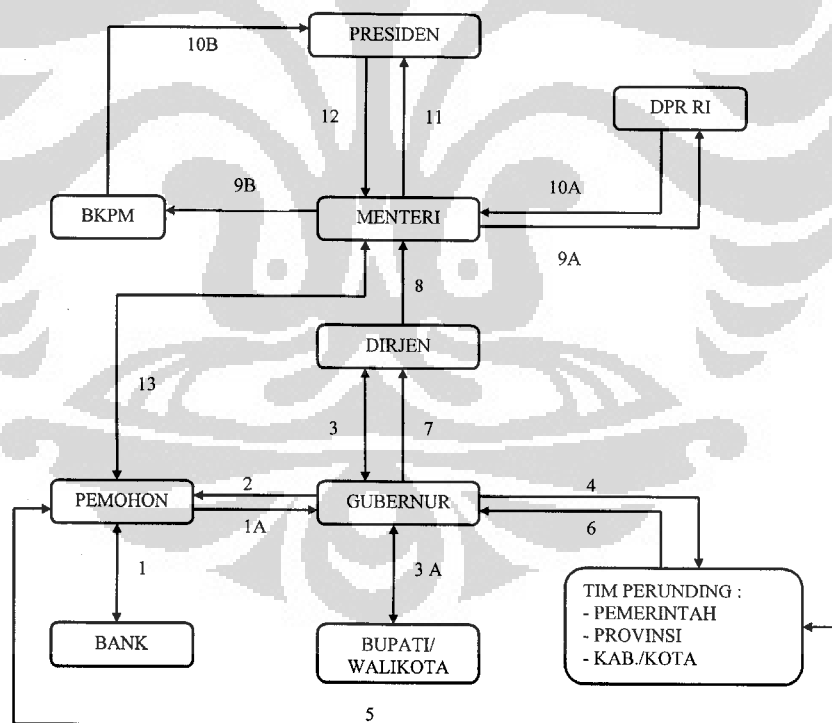 PRESIDEN
10B
12
11
DPR RI
10A
9B
BKPM
MENTERI
9A
8
DIRJEN
13
3
7
2
4
PEMOHON
GUBERNUR
1A
6
1
3 A
TIM PERUNDING :
- PEMERINTAH
- PROVINSI
- KAB./KOTA
BANK
BUPATI/
WALIKOTA
5